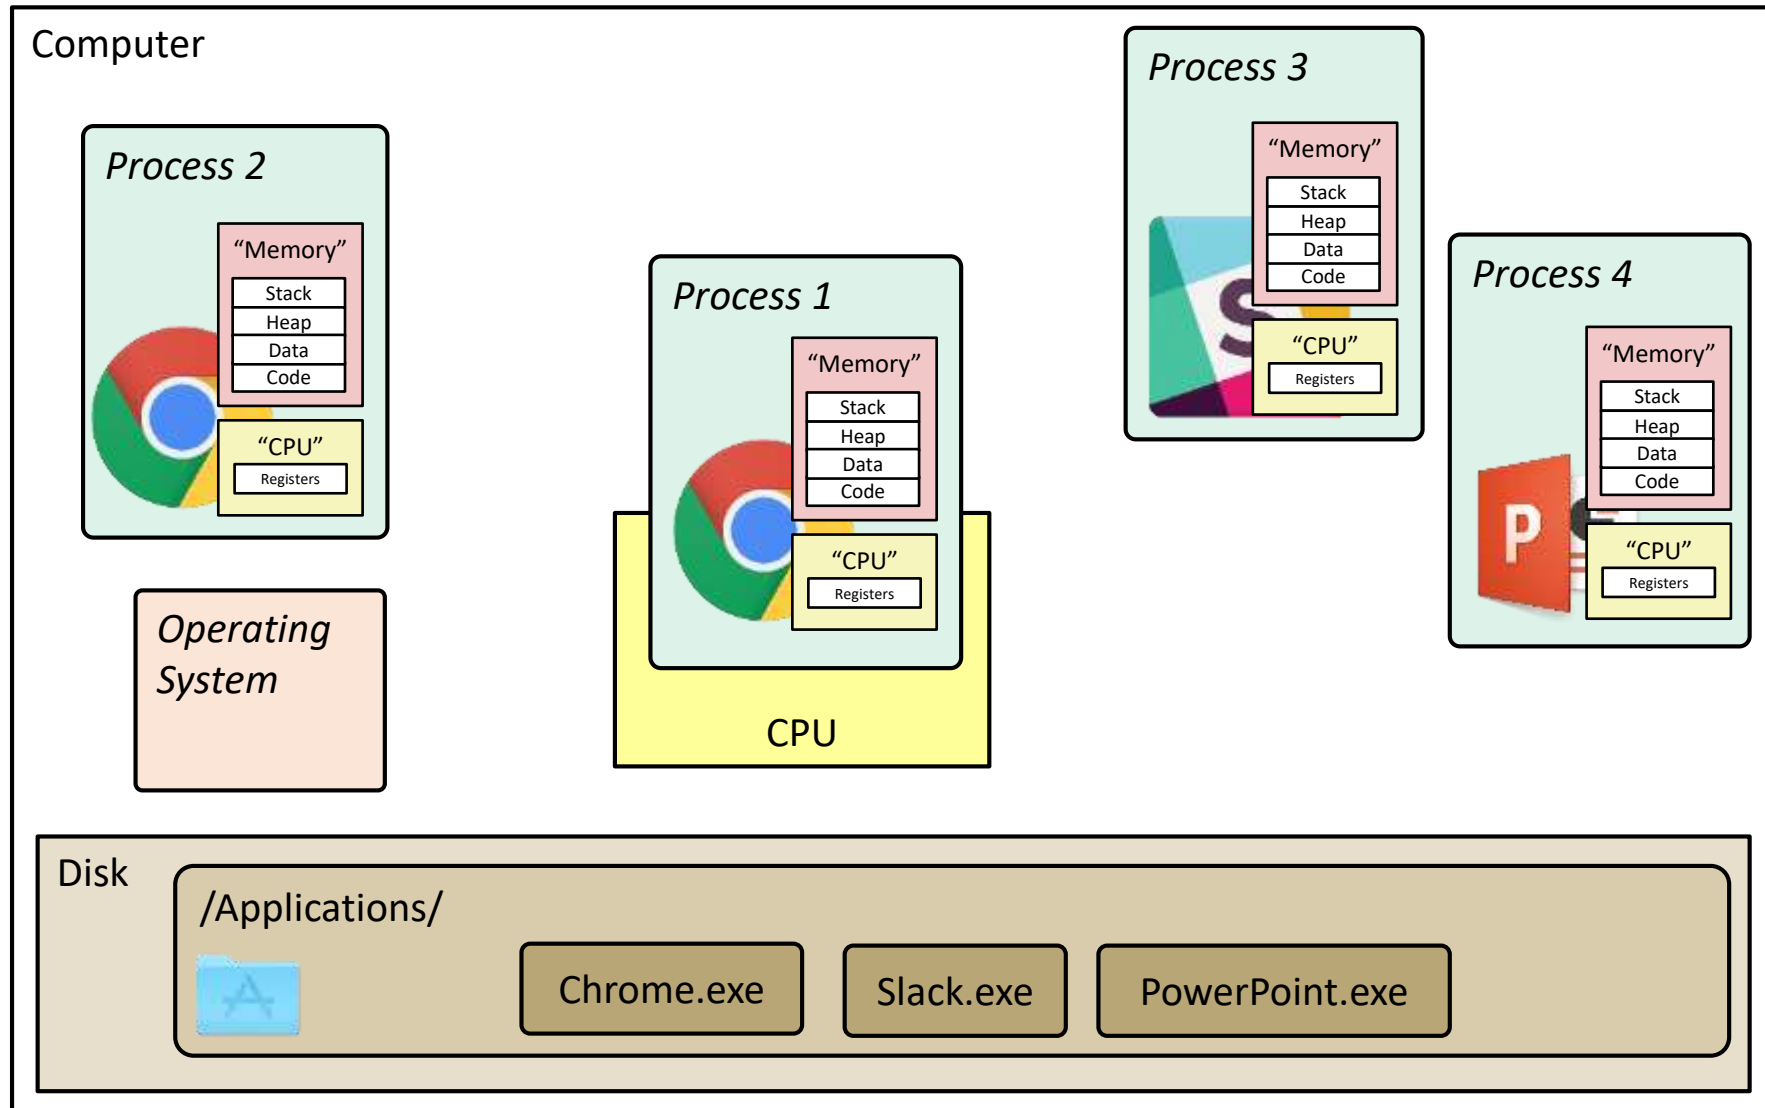 Computer
Process 2
“Memory”
Stack
Heap
Data
Code
“CPU”
Registers
Process 1
“Memory”
Stack
Heap
Data
Code
“CPU”
Registers
Process 3
“Memory”
Stack
Heap
Data
Code
S
“CPU”
Registers
Process 4
“Memory”
Stack
Heap
Data
Code
P
“CPU”
Registers
Operating
System
CPU
Disk
/Applications/
Chrome.exe
Slack.exe
PowerPoint.exe